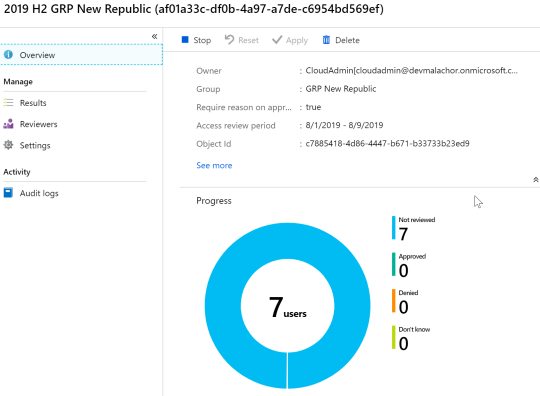 2019 H2 GRP New Republic (af01a33c-df0b-4a97-a7de-c6954bd569ef)
«
Overview
Manage
Results
Reviewers
Settings
Activity
Audit logs
Stop Reset Apply Delete
Owner : CloudAdmin[cloudadmin@devmalachor.onmicrosoft.c...
Group : GRP New Republic
Require reason on appr... : true
Access review period : 8/1/2019 - 8/9/2019
Object Id : c7885418-4d86-4447-b671-b33733b23ed9
See more
Progress
7 users
Not reviewed
7
Approved
0
Denied
0
Don't know
0